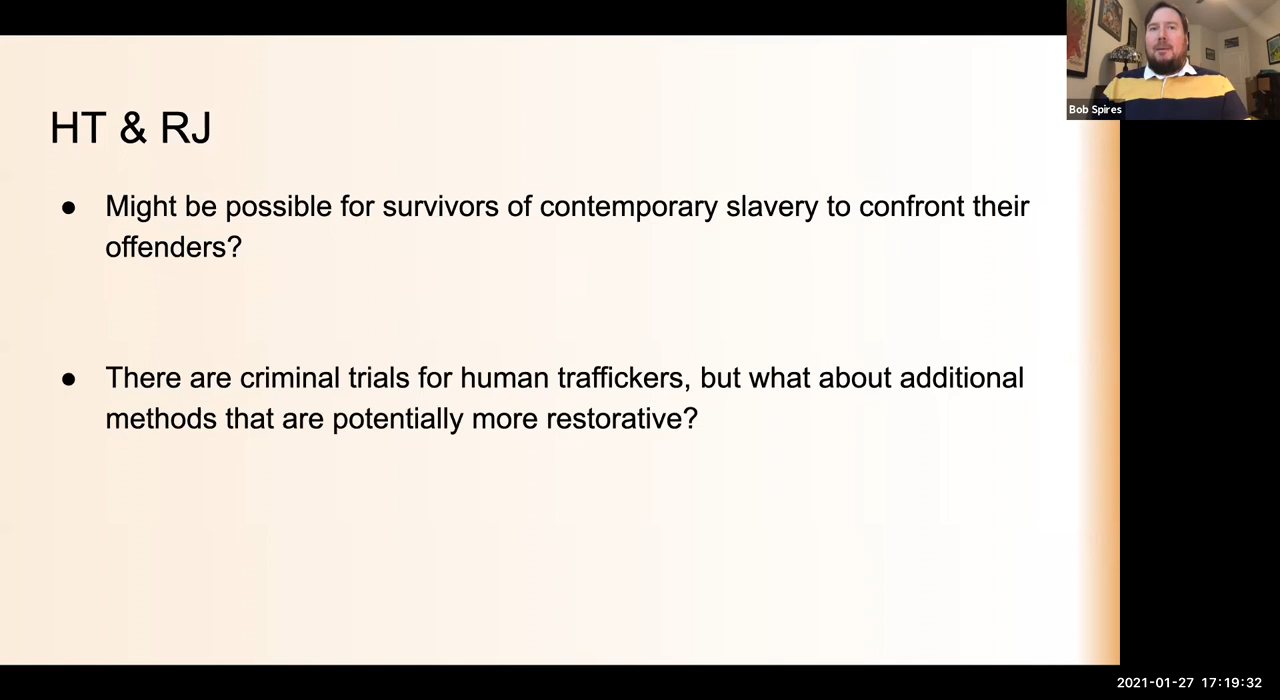 HT & RJ
● Might be possible for survivors of contemporary slavery to confront their
offenders?
● There are criminal trials for human traffickers, but what about additional
methods that are potentially more restorative?
Bob Spires
2021-01-27 17:19:32